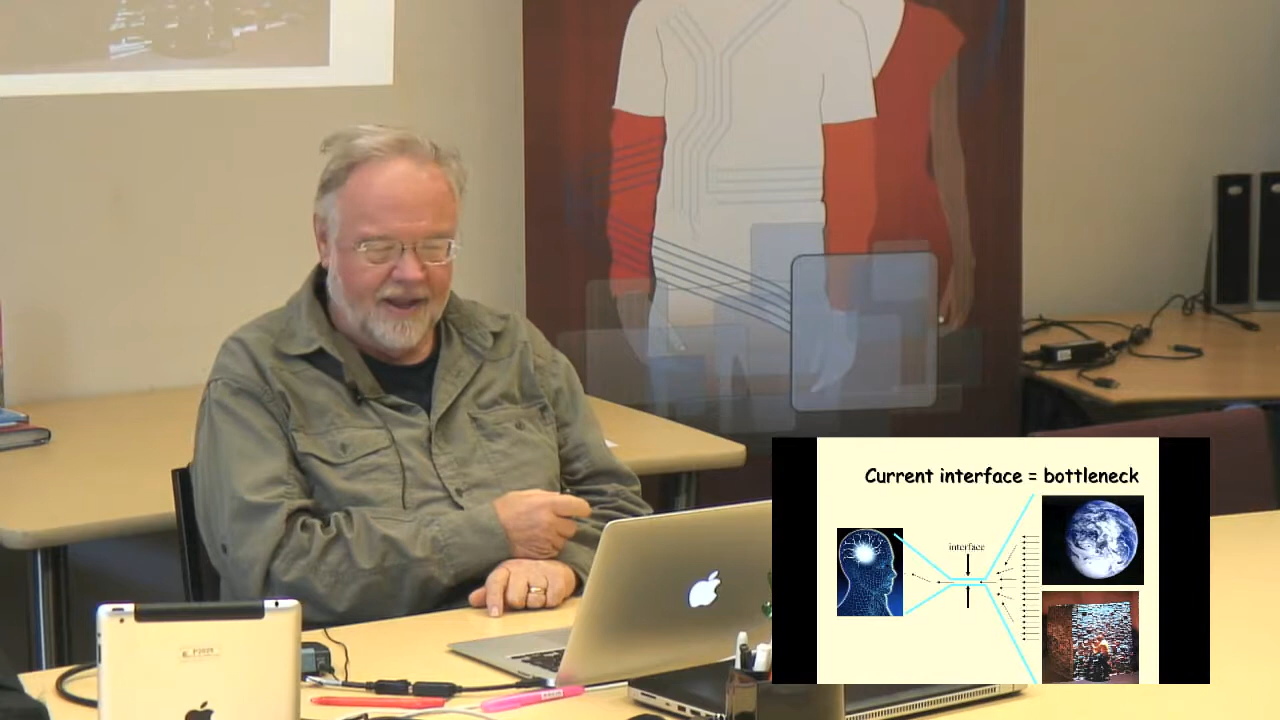 Current interface = bottleneck
interface